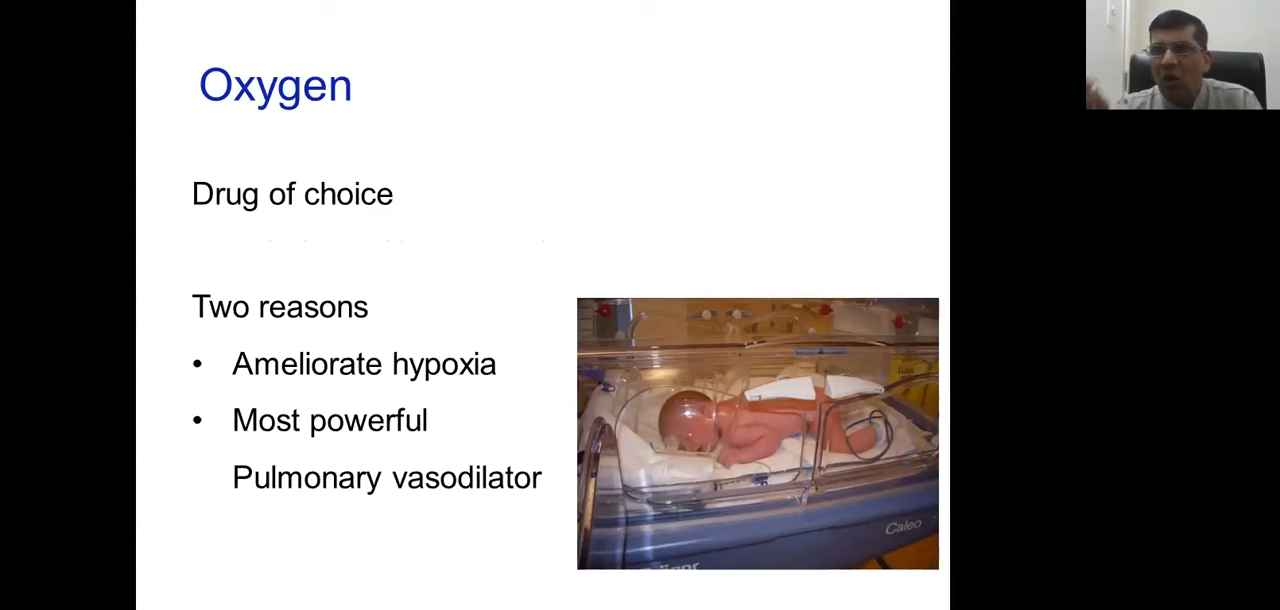 Oxygen
Drug of choice
Two reasons
• Ameliorate hypoxia
• Most powerful
Pulmonary vasodilator
Caleo